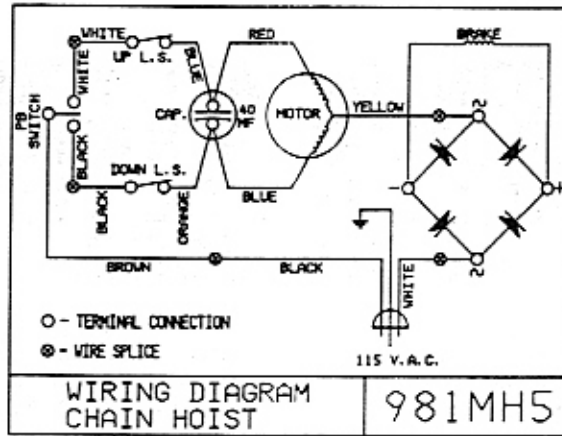 WHITE
UP L.S.
BLUE
RED
BRAKE
WHITE
PB SWITCH
CAP.
40 MF
MOTOR
YELLOW
BLACK
DOWN L.S.
BLACK
ORANGE
BLUE
- +
BROWN
BLACK
WHITE
O - TERMINAL CONNECTION
⊗ - WIRE SPLICE
115 V.A.C.
WIRING DIAGRAM
CHAIN HOIST
981MH5